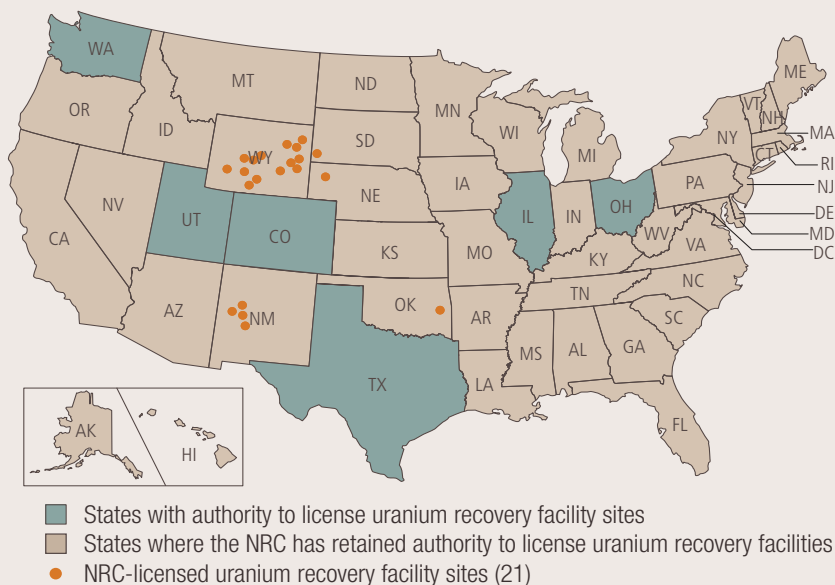 WA
MT
ND
MN
ME
OR
ID
SD
WI
VT
NH
MA
WY
MI
NY
CT
RI
NV
NE
IA
PA
NJ
UT
CO
IL
IN
OH
DE
CA
KS
MO
WV
MD
VA
DC
KY
AZ
NM
OK
AR
TN
NC
SC
TX
LA
MS
AL
GA
FL
AK
HI
States with authority to license uranium recovery facility sites
States where the NRC has retained authority to license uranium recovery facilities
NRC-licensed uranium recovery facility sites (21)